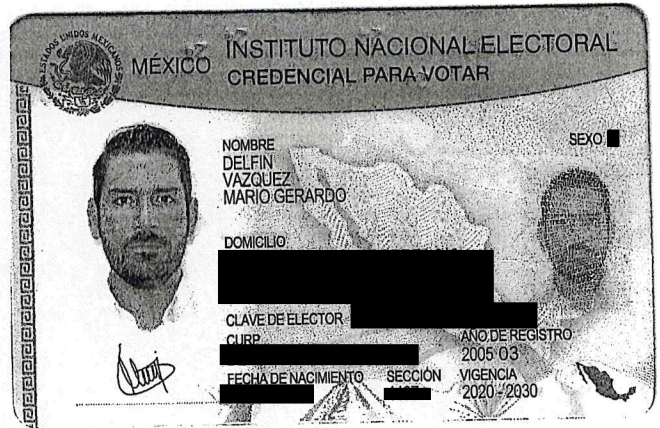 ESTADOS UNIDOS MEXICANOS
MÉXICO
INSTITUTO NACIONAL ELECTORAL
CREDENCIAL PARA VOTAR
NOMBRE
DELFIN
VAZQUEZ
MARIO GERARDO
SEXO
DOMICILIO
CLAVE DE ELECTOR
CURP
AÑO DE REGISTRO
2005 03
FECHA DE NACIMIENTO
SECCIÓN
VIGENCIA
2020 - 2030